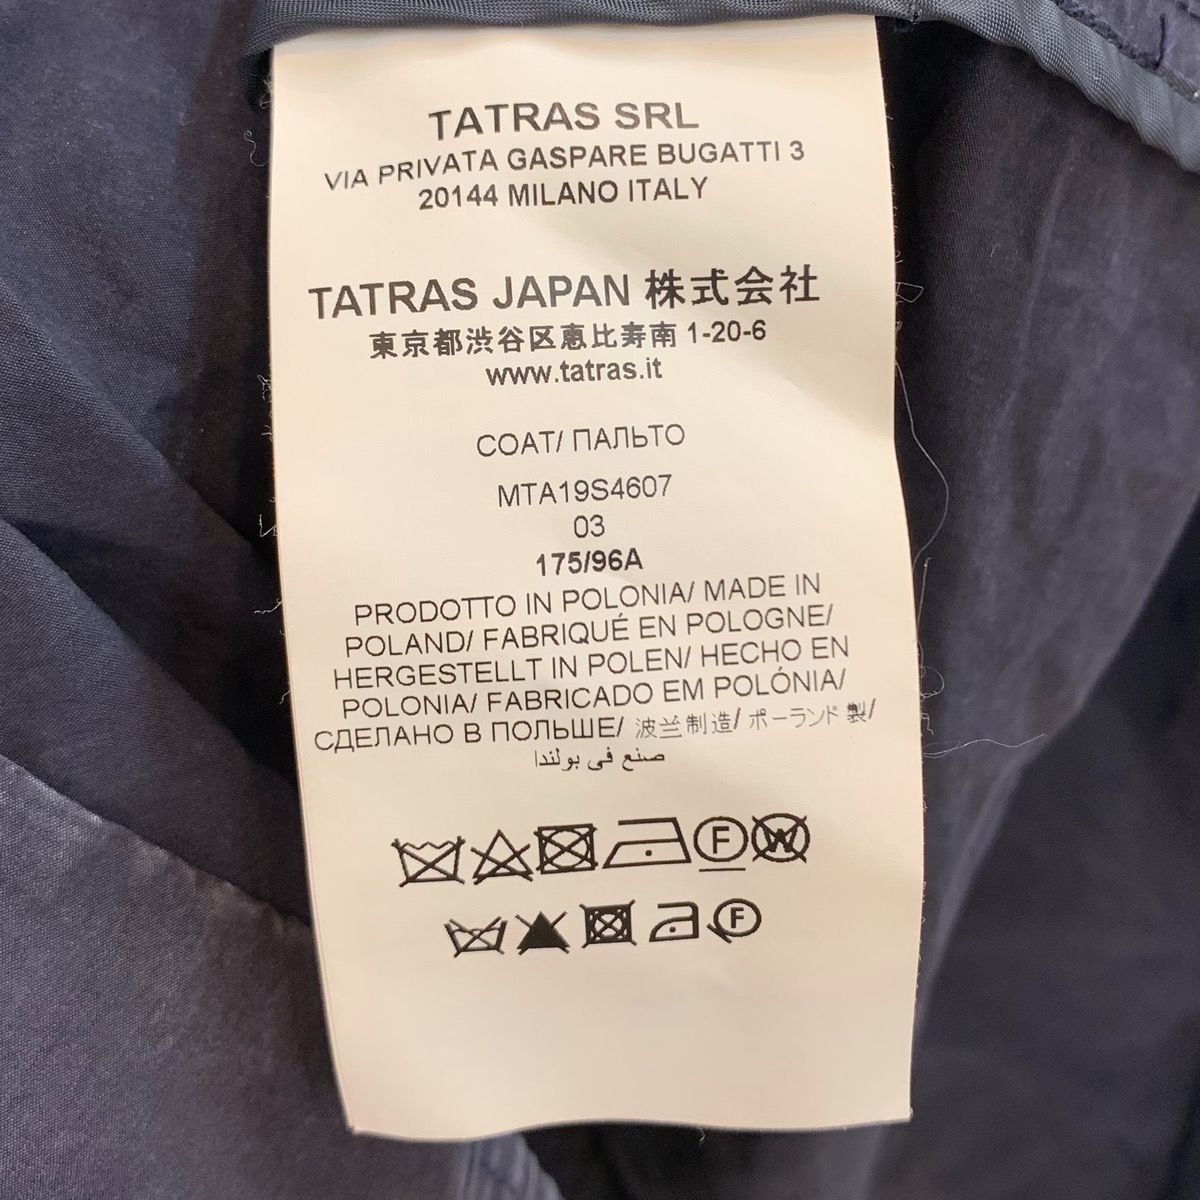 TATRAS SRL
VIA PRIVATA GASPARE BUGATTI 3
20144 MILANO ITALY
TATRAS JAPAN 株式会社
東京都渋谷区恵比寿南 1-20-6
www.tatras.it
COAT/ ПАЛЬТО
MTA19S4607
03
175/96A
PRODOTTO IN POLONIA/ MADE IN
POLAND/ FABRIQUÉ EN POLOGNE/
HERGESTELLT IN POLEN/ HECHO EN
POLONIA/ FABRICADO EM POLÓNIA/
СДЕЛАНО В ПОЛЬШЕ/ 波兰制造/ ポーランド 製/
صنع في بولندا
F W
F